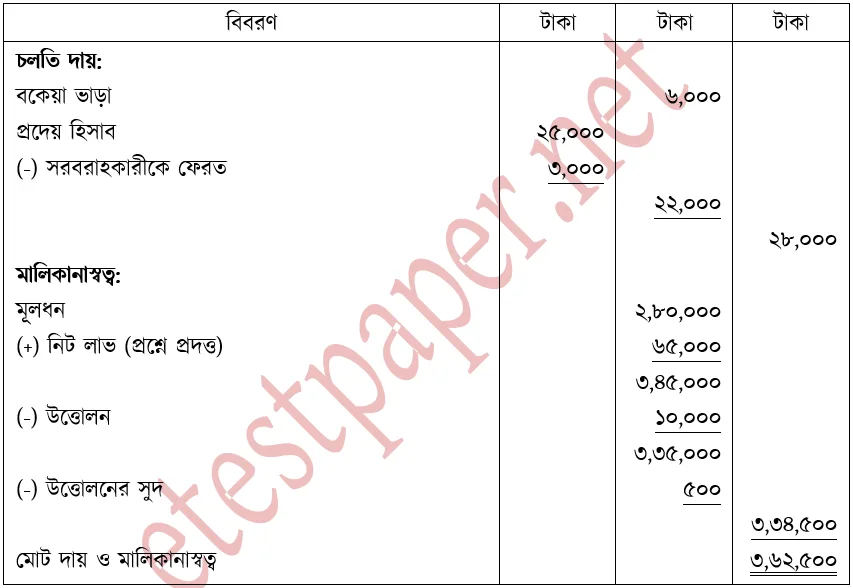 বিবরণ টাকা টাকা টাকা
চলতি দায়:
বকেয়া ভাড়া ৬,০০০
প্রদেয় হিসাব ২৫,০০০
(-) সরবরাহকারীকে ফেরত ৩,০০০
২২,০০০
২৮,০০০
মালিকানাস্বত্ব:
মূলধন ২,৮০,০০০
(+) নিট লাভ (প্রশ্নে প্রদত্ত) ৬৫,০০০
৩,৪৫,০০০
(-) উত্তোলন ১০,০০০
৩,৩৫,০০০
(-) উত্তোলনের সুদ ৫০০
৩,৩৪,৫০০
মোট দায় ও মালিকানাস্বত্ব ৩,৬২,৫০০
etestpaper.net